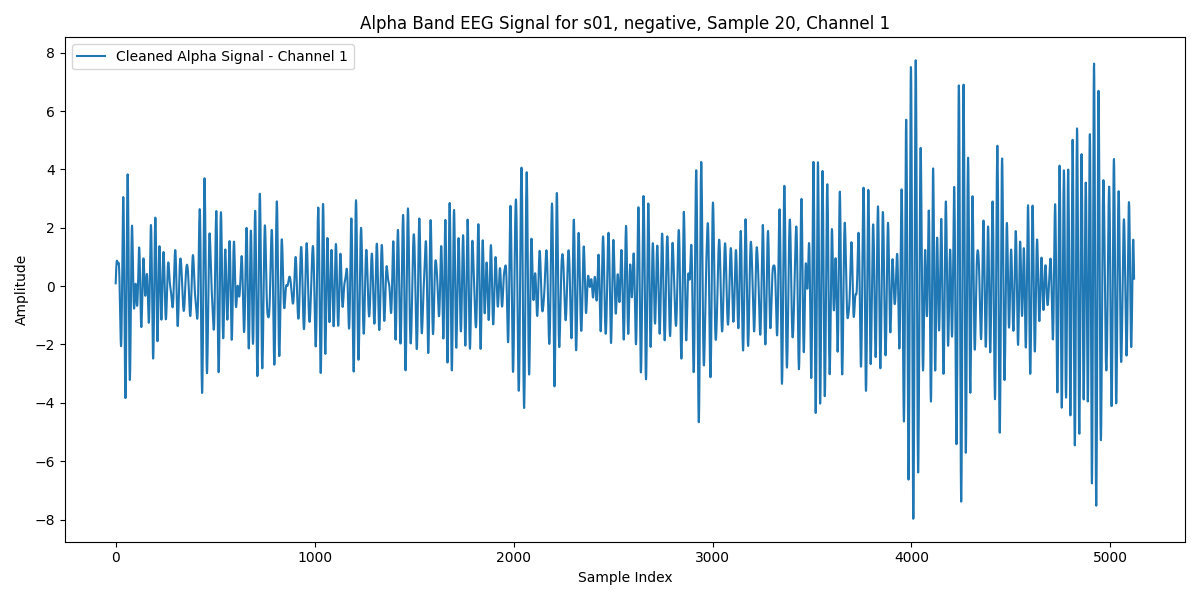 Alpha Band EEG Signal for s01, negative, Sample 20, Channel 1
Cleaned Alpha Signal - Channel 1
Amplitude
8
6
4
2
0
−2
−4
−6
−8
0 1000 2000 3000 4000 5000
Sample Index